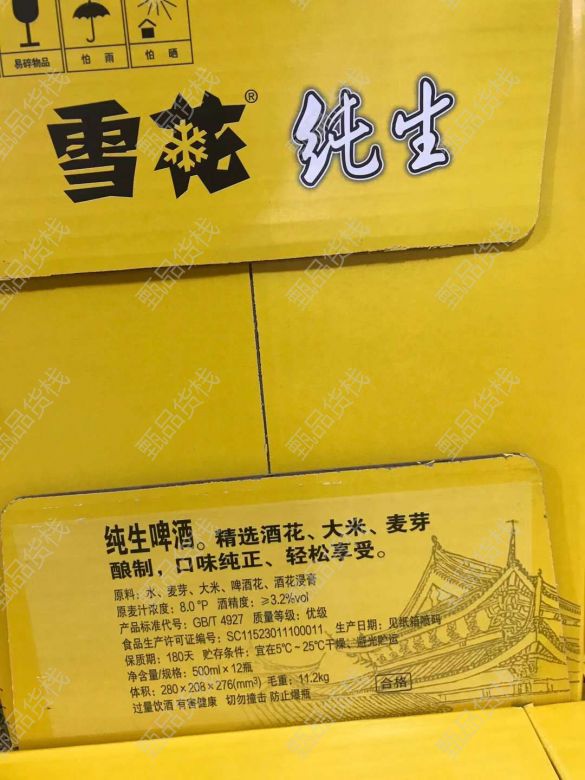 易碎物品 怕 雨 怕 晒
雪花® 纯生
纯生啤酒。精选酒花、大米、麦芽
酿制，口味纯正、轻松享受。
原料：水、麦芽、大米、啤酒花、酒花浸膏
原麦汁浓度：8.0 °P 酒精度：≥3.2%vol
产品标准代号：GB/T 4927 质量等级：优级
食品生产许可证编号：SC11523011100011 生产日期：见纸箱喷码
保质期：180天 贮存条件：宜在5℃~25℃干燥、避光贮运
净含量/规格：500ml×12瓶
体积：280×208×276(mm³) 毛重：11.2kg
合格
过量饮酒 有害健康 切勿撞击 防止爆瓶
甄品货栈